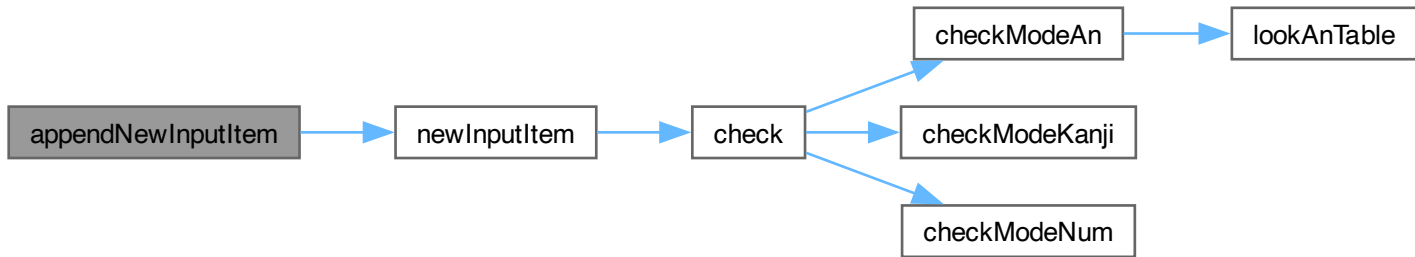 appendNewInputItem
newInputItem
check
checkModeAn
lookAnTable
checkModeKanji
checkModeNum